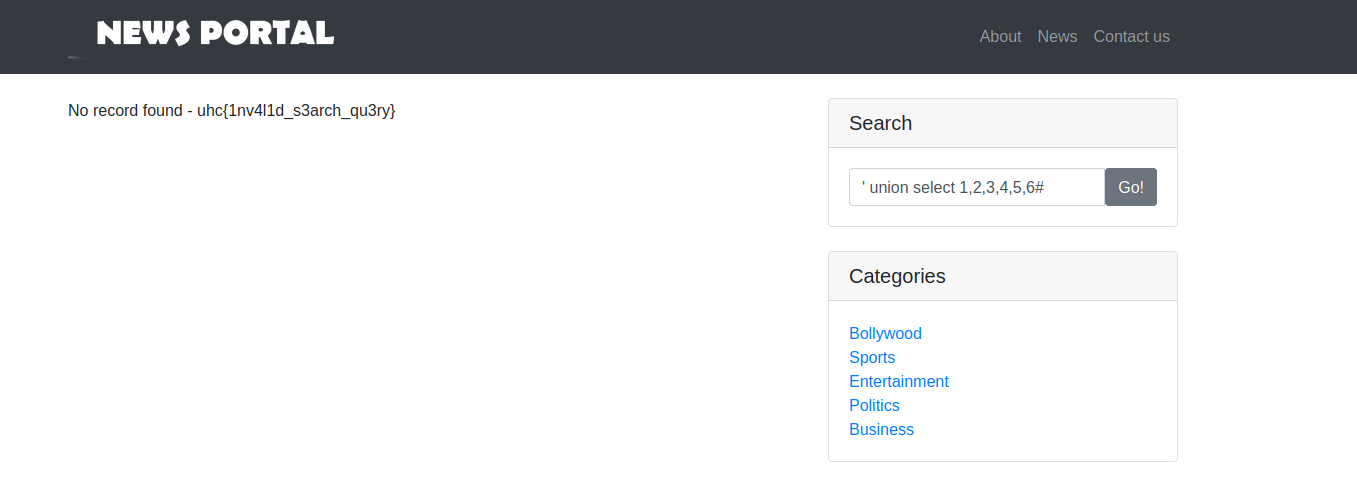 NEWS PORTAL
About News Contact us
No record found - uhc{1nv4l1d_s3arch_qu3ry}
Search
' union select 1,2,3,4,5,6#
Go!
Categories
Bollywood
Sports
Entertainment
Politics
Business